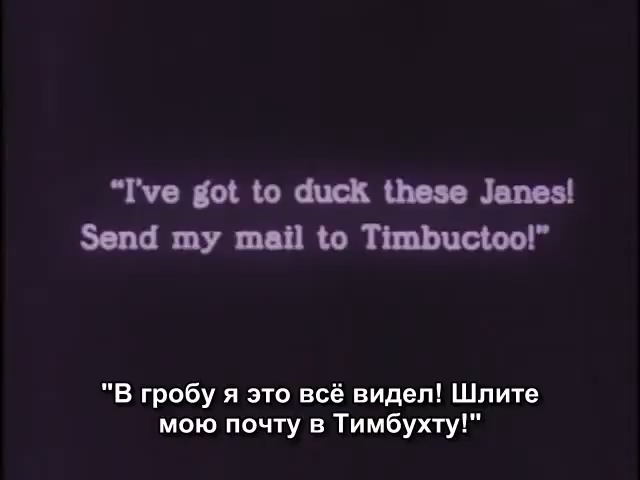 “I've got to duck these Janes!
Send my mail to Timbuctoo!”
"В гробу я это всё видел! Шлите
мою почту в Тимбухту!"